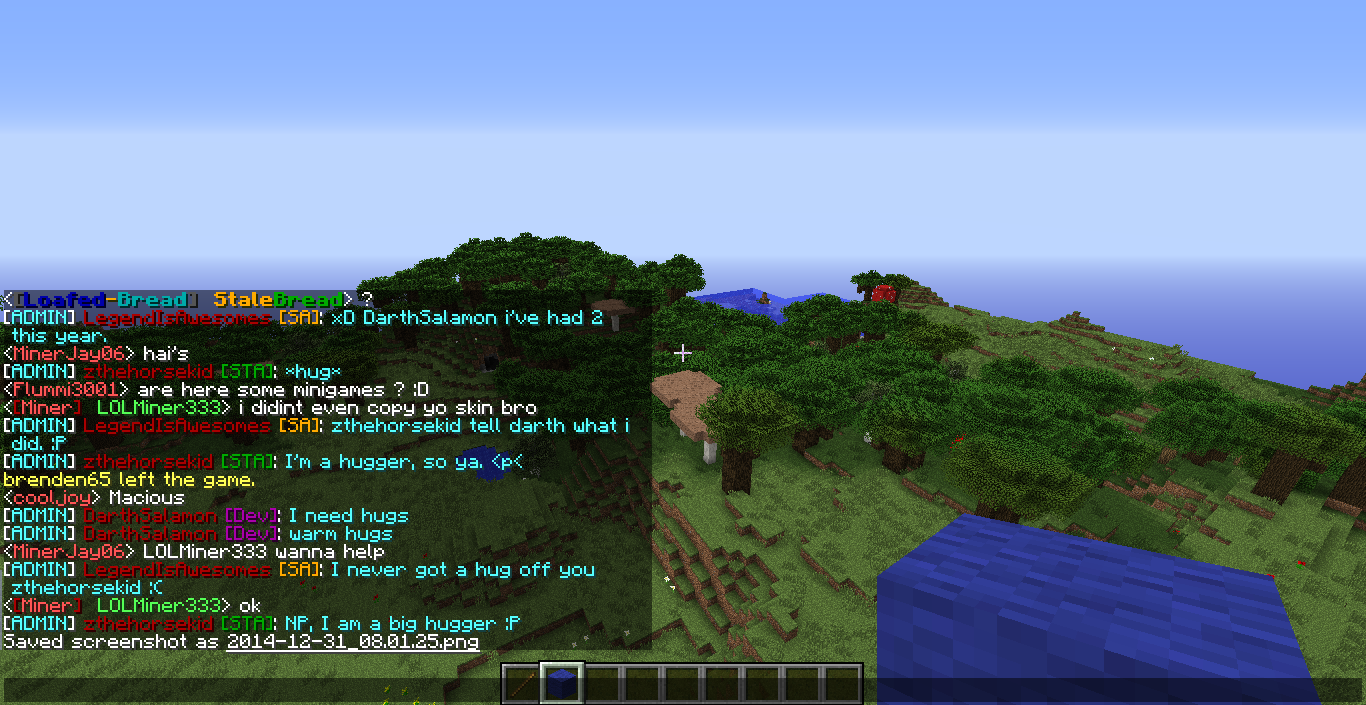 <[Loafed-Bread] StaleBread> ?
[ADMIN] LegendIsAwesomes [SA]: xD DarthSalamon i've had 2
this year.
<MinerJay06> hai's
[ADMIN] zthehorsekid [STA]: *hug*
<Flummi3001> are here some minigames ? :D
<[Miner] LOLMiner333> i didint even copy yo skin bro
[ADMIN] LegendIsAwesomes [SA]: zthehorsekid tell darth what i
did. :P
[ADMIN] zthehorsekid [STA]: I'm a hugger, so ya. <p<
brenden65 left the game.
<cooljoy> Macious
[ADMIN] DarthSalamon [Dev]: I need hugs
[ADMIN] DarthSalamon [Dev]: warm hugs
<MinerJay06> LOLMiner333 wanna help
[ADMIN] LegendIsAwesomes [SA]: I never got a hug off you
zthehorsekid :(
<[Miner] LOLMiner333> ok
[ADMIN] zthehorsekid [STA]: NP, I am a big hugger :P
Saved screenshot as 2014-12-31_08.01.25.png